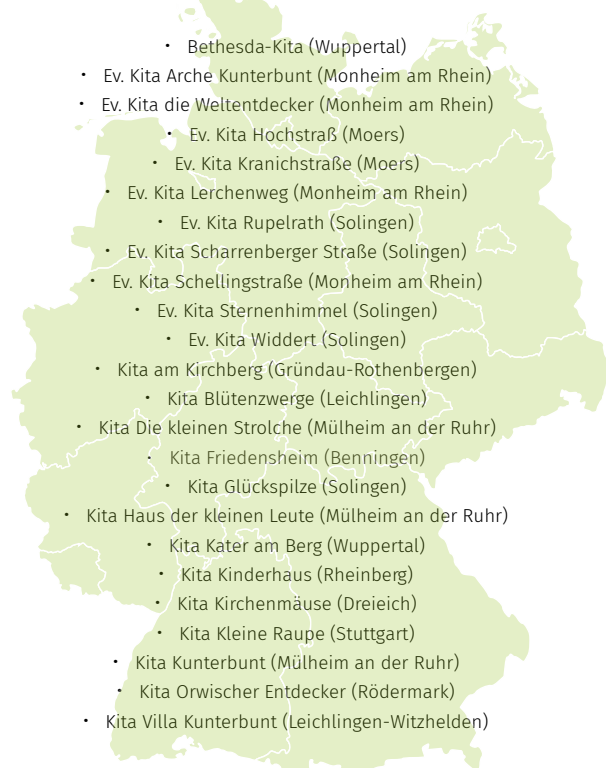 • Bethesda-Kita (Wuppertal)
• Ev. Kita Arche Kunterbunt (Monheim am Rhein)
• Ev. Kita die Weltentdecker (Monheim am Rhein)
• Ev. Kita Hochstraß (Moers)
• Ev. Kita Kranichstraße (Moers)
• Ev. Kita Lerchenweg (Monheim am Rhein)
• Ev. Kita Rupelrath (Solingen)
• Ev. Kita Scharrenberger Straße (Solingen)
• Ev. Kita Schellingstraße (Monheim am Rhein)
• Ev. Kita Sternenhimmel (Solingen)
• Ev. Kita Widdert (Solingen)
• Kita am Kirchberg (Gründau-Rothenbergen)
• Kita Blütenzwerge (Leichlingen)
• Kita Die kleinen Strolche (Mülheim an der Ruhr)
• Kita Friedensheim (Benningen)
• Kita Glückspilze (Solingen)
• Kita Haus der kleinen Leute (Mülheim an der Ruhr)
• Kita Kater am Berg (Wuppertal)
• Kita Kinderhaus (Rheinberg)
• Kita Kirchenmäuse (Dreieich)
• Kita Kleine Raupe (Stuttgart)
• Kita Kunterbunt (Mülheim an der Ruhr)
• Kita Orwischer Entdecker (Rödermark)
• Kita Villa Kunterbunt (Leichlingen-Witzhelden)